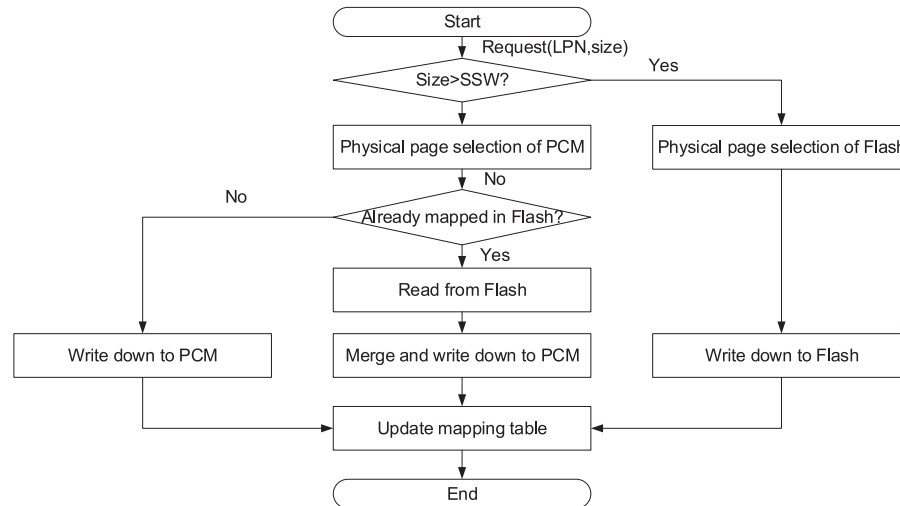 Start
Request(LPN,size)
Size>SSW?
Yes
Physical page selection of PCM
Physical page selection of Flash
No
No
Already mapped in Flash?
Yes
Read from Flash
Write down to PCM
Merge and write down to PCM
Write down to Flash
Update mapping table
End